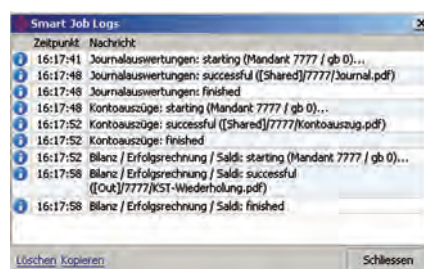 Smart Job Logs
Zeitpunkt Nachricht
16:17:41 Journalauswertungen: starting (Mandant 7777 / gb 0)...
16:17:48 Journalauswertungen: successful ([Shared]/7777/Journal.pdf)
16:17:48 Journalauswertungen: finished
16:17:48 Kontoauszüge: starting (Mandant 7777 / gb 0)...
16:17:52 Kontoauszüge: successful ([Shared]/7777/Kontoauszug.pdf)
16:17:52 Kontoauszüge: finished
16:17:52 Bilanz / Erfolgsrechnung / Saldi: starting (Mandant 7777 / gb 0)...
16:17:58 Bilanz / Erfolgsrechnung / Saldi: successful
([Out]/7777/KST-Wiederholung.pdf)
16:17:58 Bilanz / Erfolgsrechnung / Saldi: finished
Löschen Kopieren Schliessen